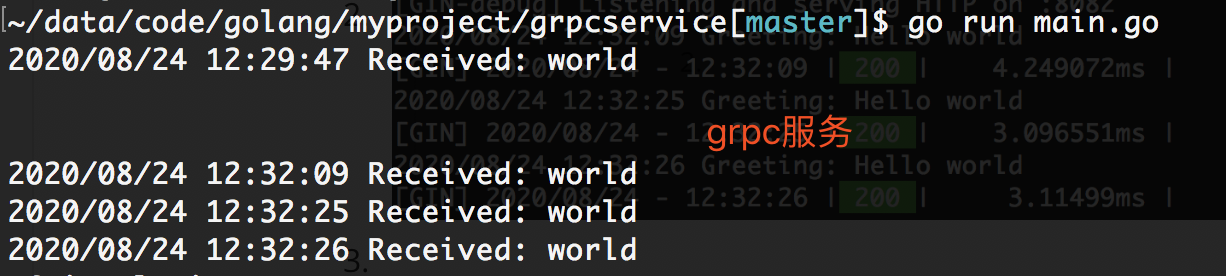 [GIN-debug] Listening and serving HTTP on :8082
~/data/code/golang/myproject/grpcservice[master]$ go run main.go
2020/08/24 12:32:09 Greeting: Hello world
2020/08/24 12:29:47 Received: world
[GIN] 2020/08/24 - 12:32:09 | 200 | 4.249072ms |
2020/08/24 12:32:25 Greeting: Hello world
grpc服务
[GIN] 2020/08/24 - 12:32:25 | 200 | 3.096551ms |
2020/08/24 12:32:26 Greeting: Hello world
2020/08/24 12:32:09 Received: world
[GIN] 2020/08/24 - 12:32:26 | 200 | 3.11499ms |
2020/08/24 12:32:25 Received: world
2020/08/24 12:32:26 Received: world
3.